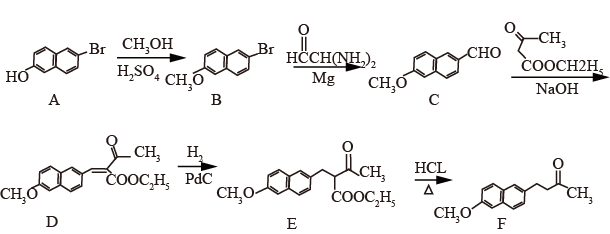 HO
Br
A
CH₃OH
H₂SO₄
CH₃O
Br
B
O
HCCH(NH₂)₂
Mg
CH₃O
CHO
C
O
CH₃
COOCH2H₅
NaOH
CH₃O
O
CH₃
COOC₂H₅
D
H₂
PdC
CH₃O
O
CH₃
COOC₂H₅
E
HCL
△
CH₃O
O
CH₃
F